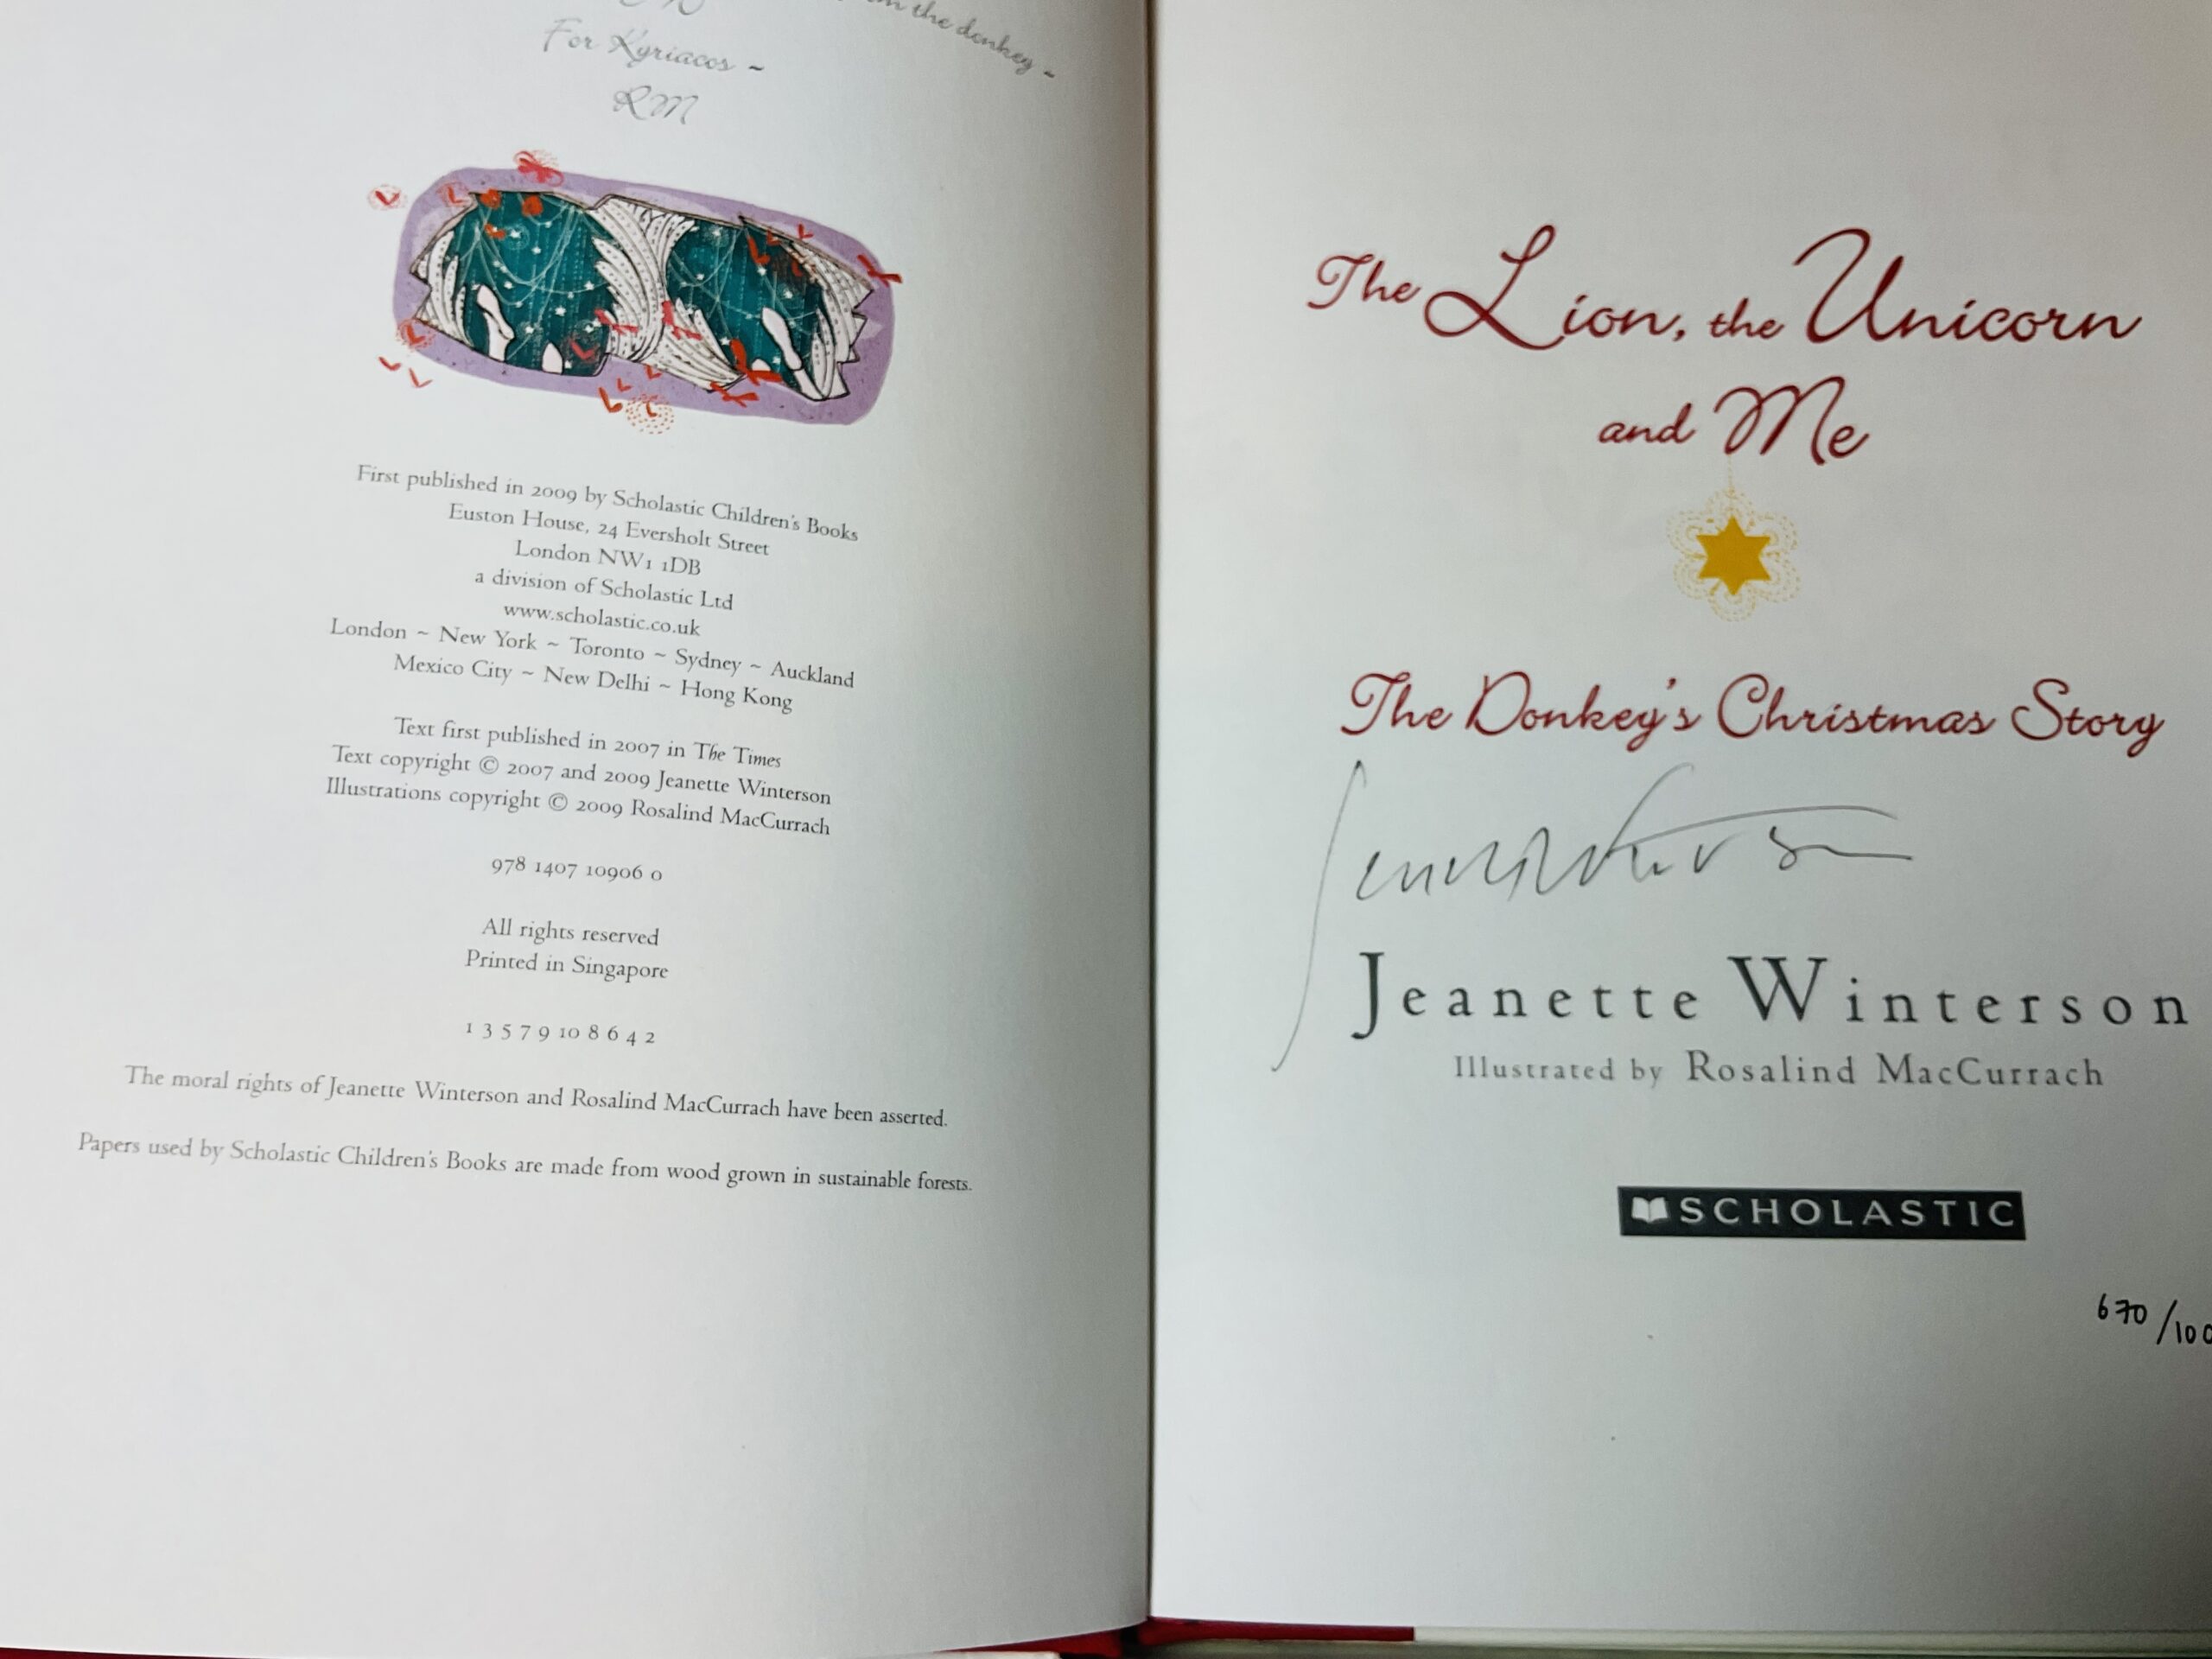 the donkey ~
For Kyriacos ~
RM
First published in 2009 by Scholastic Children's Books
Euston House, 24 Eversholt Street
London NW1 1DB
a division of Scholastic Ltd
www.scholastic.co.uk
London ~ New York ~ Toronto ~ Sydney ~ Auckland
Mexico City ~ New Delhi ~ Hong Kong
Text first published in 2007 in The Times
Text copyright © 2007 and 2009 Jeanette Winterson
Illustrations copyright © 2009 Rosalind MacCurrach
978 1407 10906 0
All rights reserved
Printed in Singapore
1 3 5 7 9 10 8 6 4 2
The moral rights of Jeanette Winterson and Rosalind MacCurrach have been asserted.
Papers used by Scholastic Children's Books are made from wood grown in sustainable forests.
The Lion, the Unicorn
and Me
The Donkey's Christmas Story
Jeanette Winterson
Illustrated by Rosalind MacCurrach
SCHOLASTIC
670/100